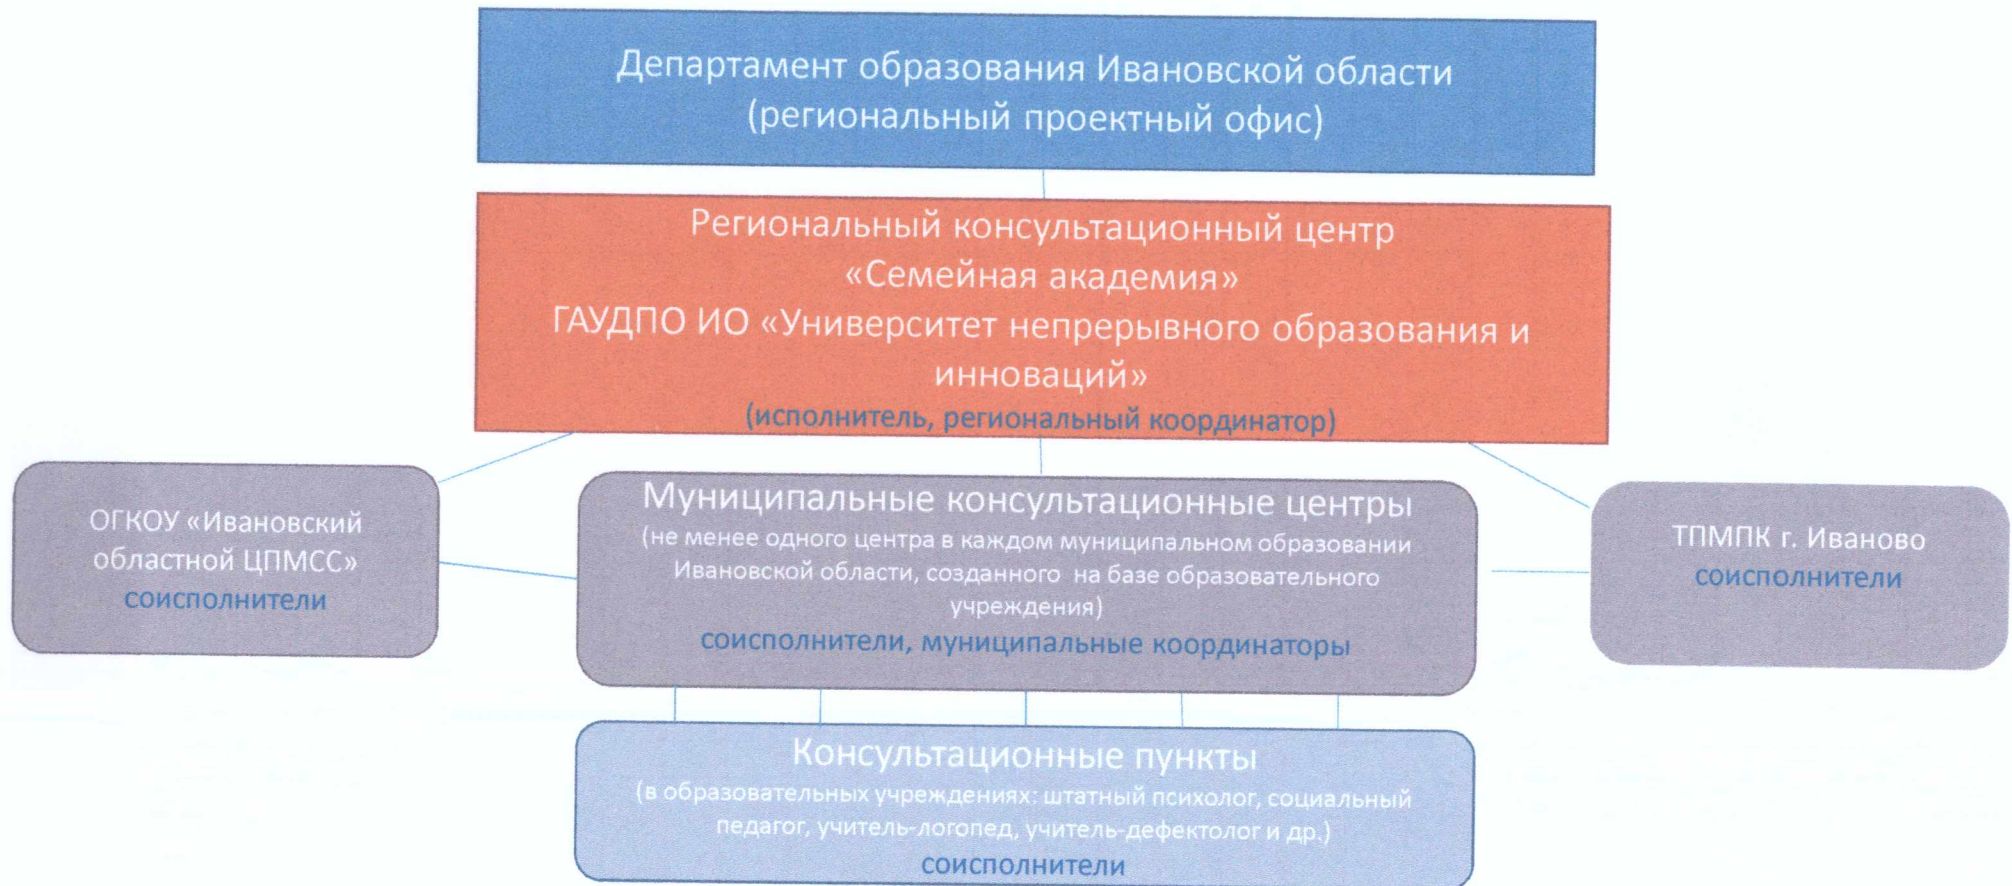 Департамент образования Ивановской области
(региональный проектный офис)
Региональный консультационный центр
«Семейная академия»
ГАУДПО ИО «Университет непрерывного образования и
инноваций»
(исполнитель, региональный координатор)
ОГКОУ «Ивановский
областной ЦПМСС»
соисполнители
Муниципальные консультационные центры
(не менее одного центра в каждом муниципальном образовании
Ивановской области, созданного на базе образовательного
учреждения)
соисполнители, муниципальные координаторы
ТПМПК г. Иваново
соисполнители
Консультационные пункты
(в образовательных учреждениях: штатный психолог, социальный
педагог, учитель-логопед, учитель-дефектолог и др.)
соисполнители